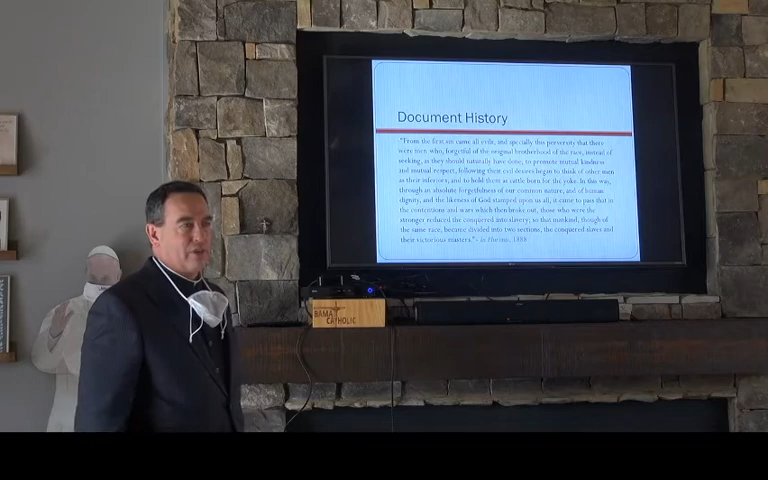 Document History
"From the first sin came all evils, and specially this perversity that there
were men who, forgetful of the original brotherhood of the race, instead of
seeking, as they should naturally have done, to promote mutual kindness
and mutual respect, following their evil desires began to think of other men
as their inferiors, and to hold them as cattle born for the yoke. In this way,
through an absolute forgetfulness of our common nature, and of human
dignity, and the likeness of God stamped upon us all, it came to pass that in
the contentions and wars which then broke out, those who were the
stronger reduced the conquered into slavery; so that mankind, though of
the same race, became divided into two sections, the conquered slaves and
their victorious masters." - In Plurimis, 1888
BAMA
CATHOLIC